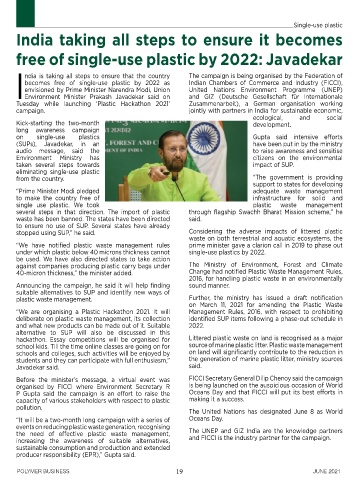 Single-use plastic
India taking all steps to ensure it becomes
free of single-use plastic by 2022: Javadekar
India is taking all steps to ensure that the country
becomes free of single-use plastic by 2022 as
envisioned by Prime Minister Narendra Modi, Union
Environment Minister Prakash Javadekar said on
Tuesday while launching 'Plastic Hackathon 2021'
campaign.
Kick-starting the two-month
long awareness campaign
on single-use plastics
(SUPs), Javadekar, in an
audio message, said the
Environment Ministry has
taken several steps towards
eliminating single-use plastic
from the country.
"Prime Minister Modi pledged
to make the country free of
single use plastic. We took
several steps in that direction. The import of plastic
waste has been banned. The states have been directed
to ensure no use of SUP. Several states have already
stopped using SUP," he said.
"We have notified plastic waste management rules
under which plastic below 40 microns thickness cannot
be used. We have also directed states to take action
against companies producing plastic carry bags under
40-micron thickness," the minister added.
Announcing the campaign, he said it will help finding
suitable alternatives to SUP and identify new ways of
plastic waste management.
"We are organising a Plastic Hackathon 2021. It will
deliberate on plastic waste management, its collection
and what new products can be made out of it. Suitable
alternative to SUP will also be discussed in this
hackathon. Essay competitions will be organised for
school kids. Til the time online classes are going on for
schools and colleges, such activities will be enjoyed by
students and they can participate with full enthusiasm,"
Javadekar said.
Before the minister's message, a virtual event was
organised by FICCI where Environment Secretary R
P Gupta said the campaign is an effort to raise the
capacity of various stakeholders with respect to plastic
pollution.
"It will be a two-month long campaign with a series of
events on reducing plastic waste generation, recognising
the need of effective plastic waste management,
increasing the awareness of suitable alternatives,
sustainable consumption and production and extended
producer responsibility (EPR)," Gupta said.
The campaign is being organised by the Federation of
Indian Chambers of Commerce and Industry (FICCI),
United Nations Environment Programme (UNEP)
and GIZ (Deutsche Gesellschaft für Internationale
Zusammenarbeit), a German organisation working
jointly with partners in India for sustainable economic,
ecological, and social
development.
Gupta said intensive efforts
have been put in by the ministry
to raise awareness and sensitise
citizens on the environmental
impact of SUP.
"The government is providing
support to states for developing
adequate waste management
infrastructure for solid and
plastic waste management
through flagship Swachh Bharat Mission scheme," he
said.
Considering the adverse impacts of littered plastic
waste on both terrestrial and aquatic ecosystems, the
prime minister gave a clarion call in 2019 to phase out
single-use plastics by 2022.
The Ministry of Environment, Forest and Climate
Change had notified Plastic Waste Management Rules,
2016, for handling plastic waste in an environmentally
sound manner.
Further, the ministry has issued a draft notification
on March 11, 2021 for amending the Plastic Waste
Management Rules, 2016, with respect to prohibiting
identified SUP items following a phase-out schedule in
2022.
Littered plastic waste on land is recognised as a major
source of marine plastic litter. Plastic waste management
on land will significantly contribute to the reduction in
the generation of marine plastic litter, ministry sources
said.
FICCI Secretary General Dilip Chenoy said the campaign
is being launched on the auspicious occasion of World
Oceans Day and that FICCI will put its best efforts in
making it a success.
The United Nations has designated June 8 as World
Oceans Day.
The UNEP and GIZ India are the knowledge partners
and FICCI is the industry partner for the campaign.
POLYMER BUSINESS
19
JUNE 2021